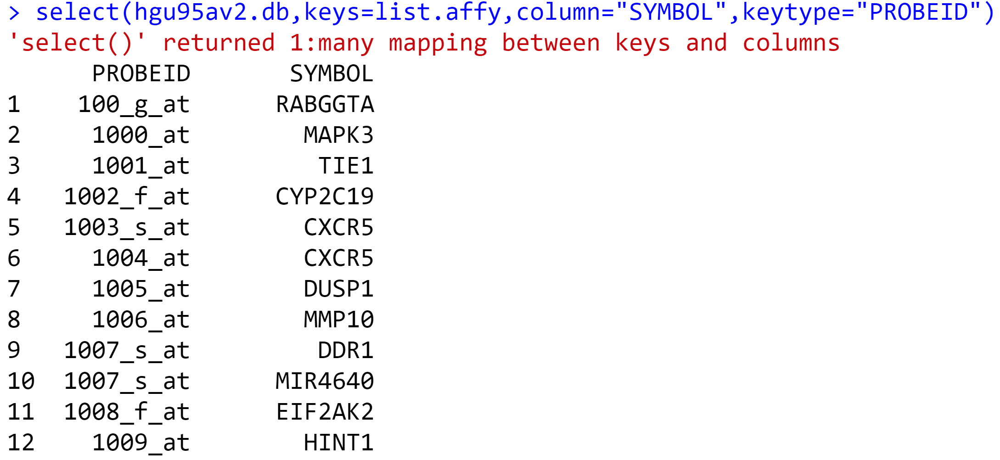 > select(hgu95av2.db,keys=list.affy,column="SYMBOL",keytype="PROBEID")
'select()' returned 1:many mapping between keys and columns
      PROBEID       SYMBOL
1    100_g_at      RABGGTA
2     1000_at        MAPK3
3     1001_at         TIE1
4   1002_f_at      CYP2C19
5   1003_s_at        CXCR5
6     1004_at        CXCR5
7     1005_at        DUSP1
8     1006_at        MMP10
9   1007_s_at         DDR1
10  1007_s_at      MIR4640
11  1008_f_at      EIF2AK2
12    1009_at        HINT1